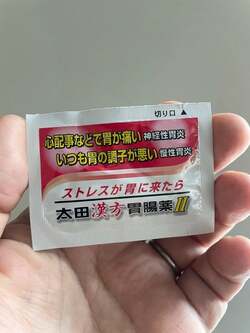 切り口▲
心配事などで胃が痛い 神経性胃炎
いつも胃の調子が悪い 慢性胃炎
ストレスが胃に来たら
太田漢方胃腸薬II